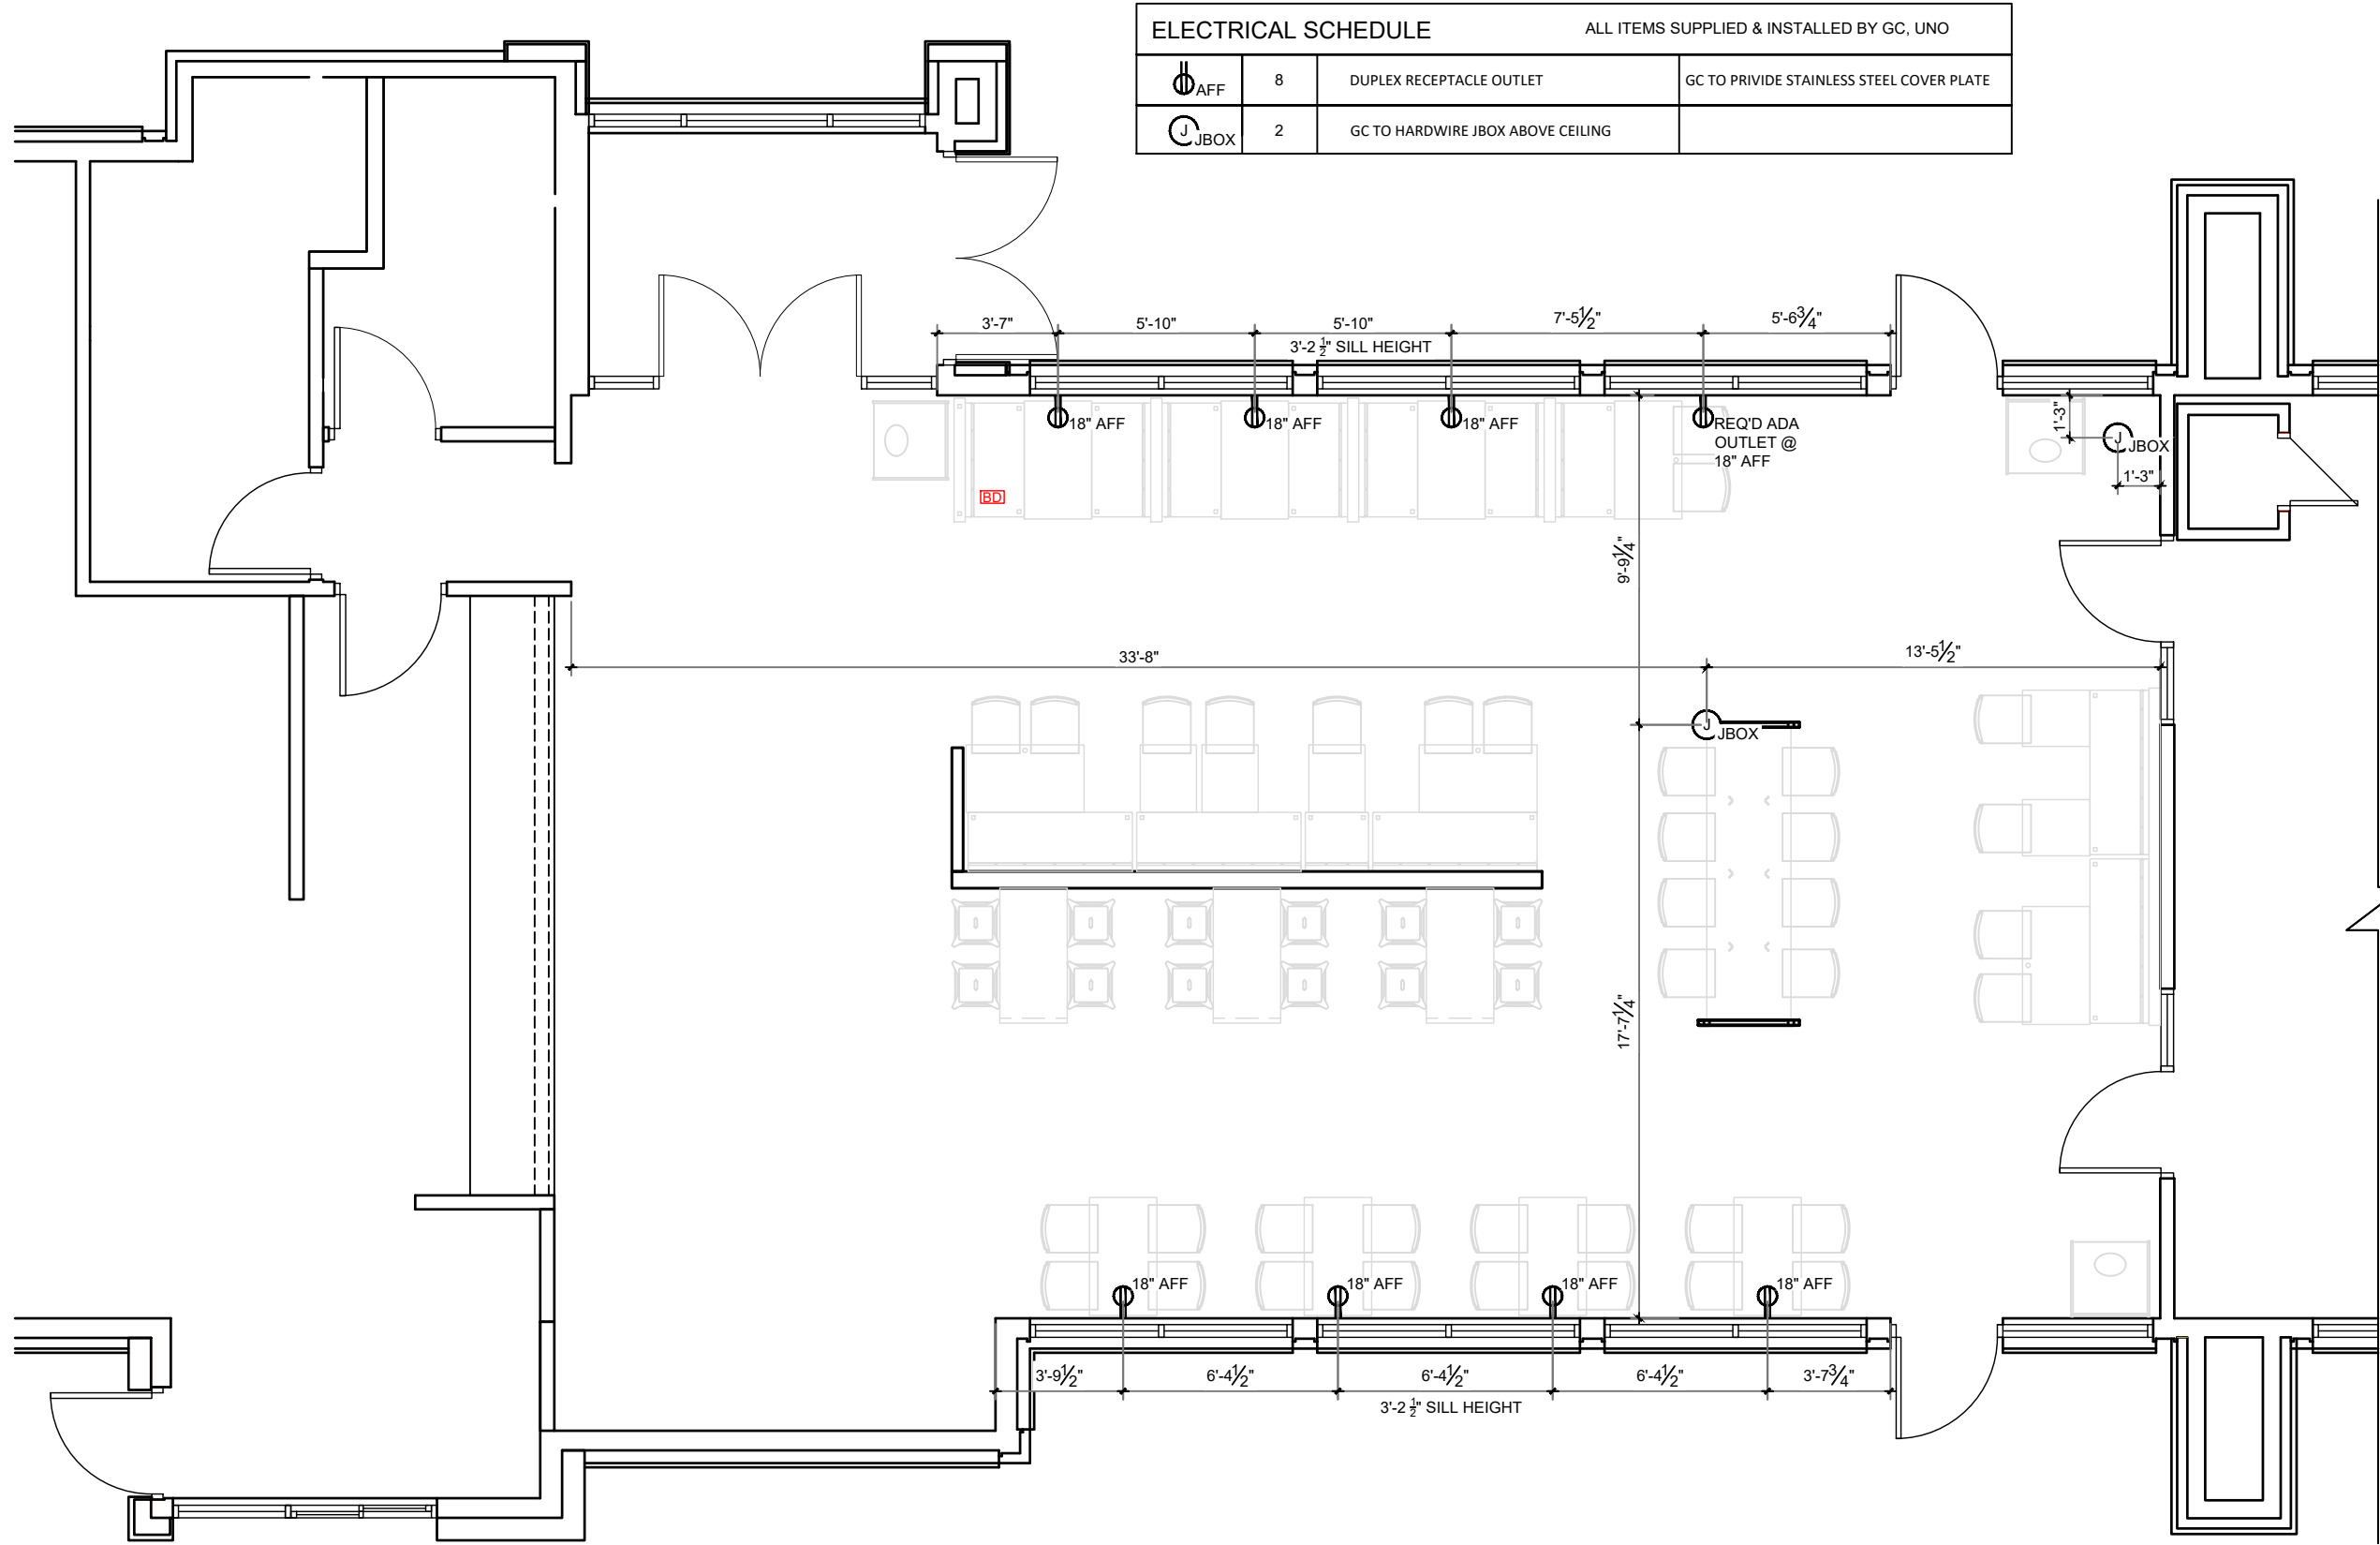 ELECTRICAL SCHEDULE ALL ITEMS SUPPLIED & INSTALLED BY GC, UNO
AFF 8 DUPLEX RECEPTACLE OUTLET GC TO PRIVIDE STAINLESS STEEL COVER PLATE
J JBOX 2 GC TO HARDWIRE JBOX ABOVE CEILING
3'-7" 5'-10" 5'-10" 7'-5½" 5'-6¾"
3'-2 ½" SILL HEIGHT
18" AFF 18" AFF 18" AFF
REQ'D ADA
OUTLET @
18" AFF
1'-3"
J JBOX
1'-3"
BD
9'-9¼"
33'-8" 13'-5½"
J JBOX
17'-7¼"
18" AFF 18" AFF 18" AFF 18" AFF
3'-9½" 6'-4½" 6'-4½" 6'-4½" 3'-7¾"
3'-2 ½" SILL HEIGHT